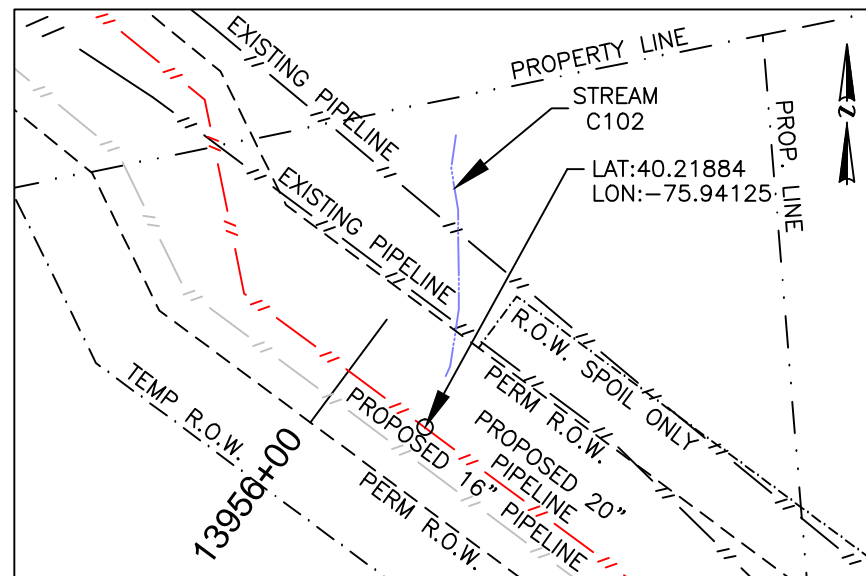 EXISTING PIPELINE
PROPERTY LINE
STREAM
C102
PROP. LINE
N
LAT:40.21884
LON:-75.94125
EXISTING PIPELINE
R.O.W. SPOIL ONLY
PERM R.O.W.
TEMP R.O.W.
PROPOSED 20"
PIPELINE
PROPOSED 16" PIPELINE
13956+00
PERM R.O.W.